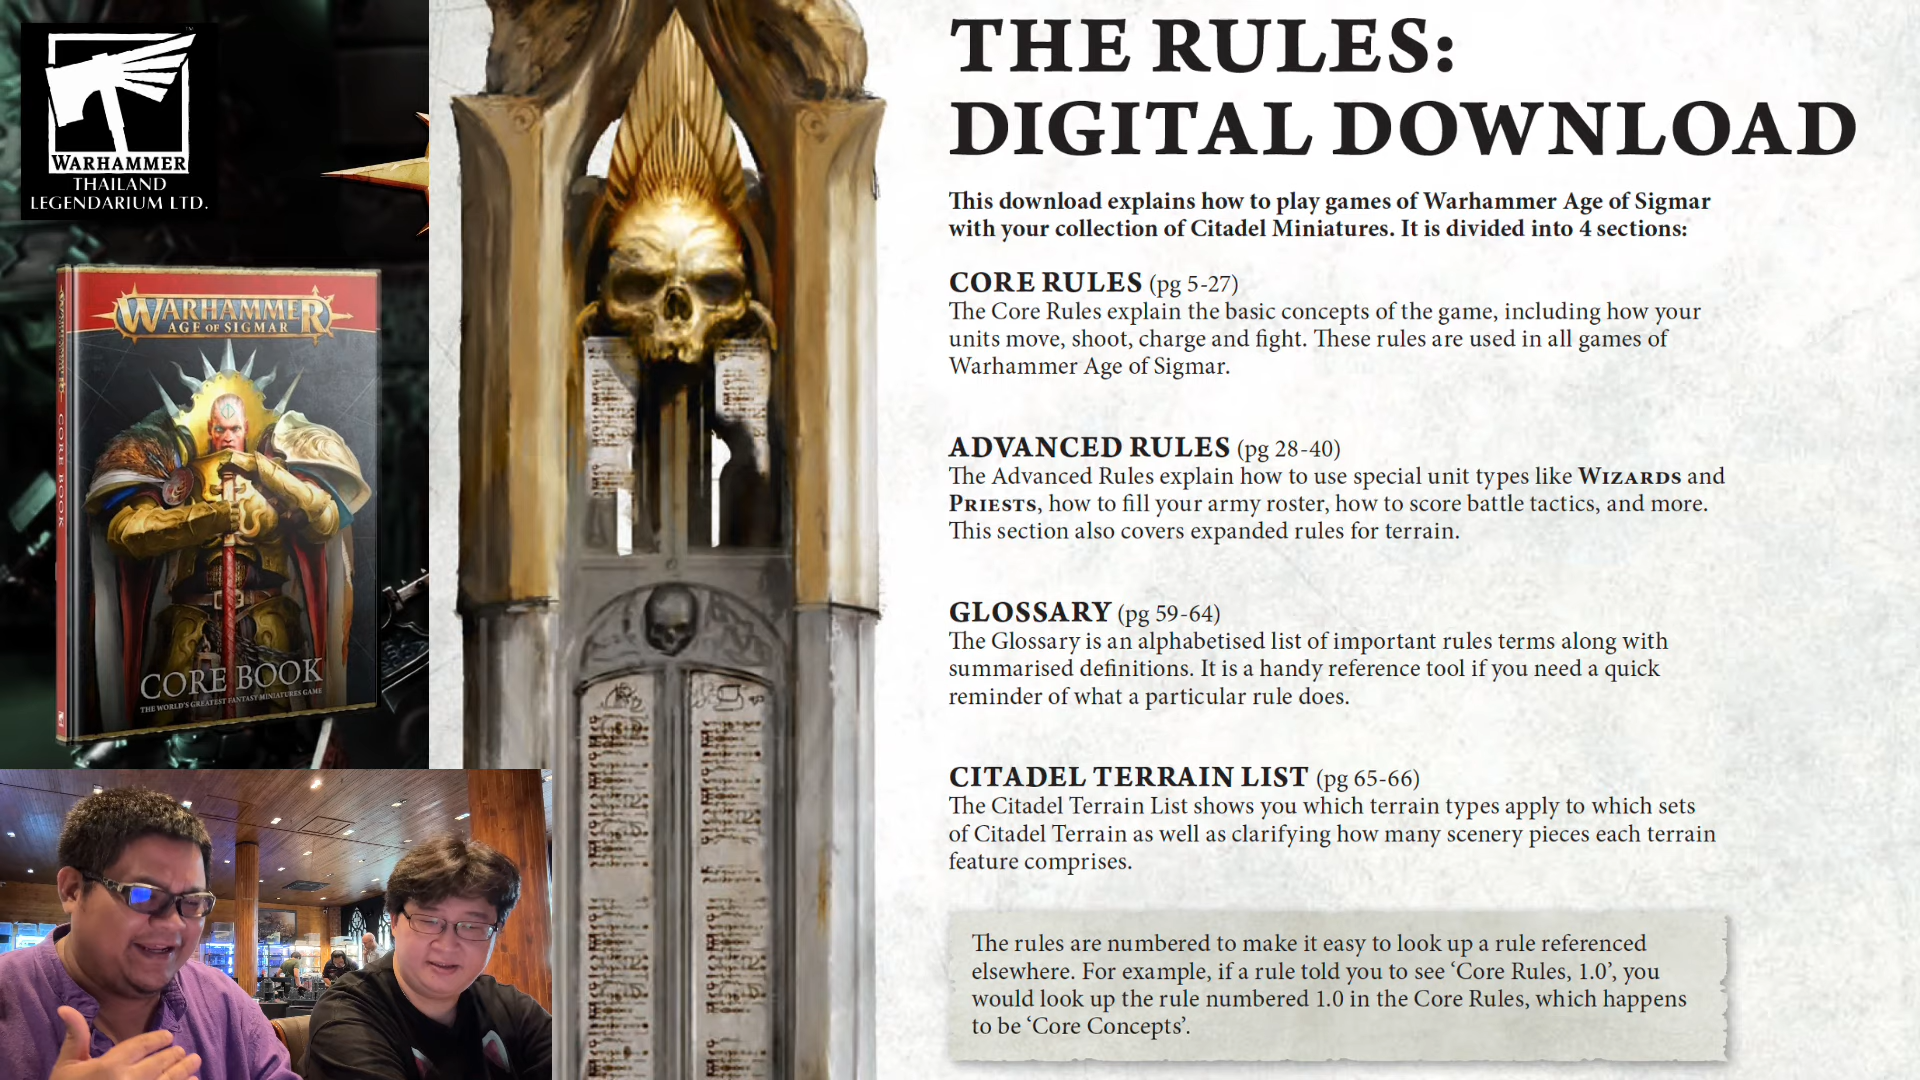 WARHAMMER
THAILAND
LEGENDARIUM LTD.
WARHAMMER
AGE OF SIGMAR
CORE BOOK
CORE BOOK
THE WORLD'S GREATEST FANTASY MINIATURES GAME
THE RULES:
DIGITAL DOWNLOAD
This download explains how to play games of Warhammer Age of Sigmar
with your collection of Citadel Miniatures. It is divided into 4 sections:
CORE RULES (pg 5-27)
The Core Rules explain the basic concepts of the game, including how your
units move, shoot, charge and fight. These rules are used in all games of
Warhammer Age of Sigmar.
ADVANCED RULES (pg 28-40)
The Advanced Rules explain how to use special unit types like WIZARDS and
PRIESTS, how to fill your army roster, how to score battle tactics, and more.
This section also covers expanded rules for terrain.
GLOSSARY (pg 59-64)
The Glossary is an alphabetised list of important rules terms along with
summarised definitions. It is a handy reference tool if you need a quick
reminder of what a particular rule does.
CITADEL TERRAIN LIST (pg 65-66)
The Citadel Terrain List shows you which terrain types apply to which sets
of Citadel Terrain as well as clarifying how many scenery pieces each terrain
feature comprises.
The rules are numbered to make it easy to look up a rule referenced
elsewhere. For example, if a rule told you to see ‘Core Rules, 1.0’, you
would look up the rule numbered 1.0 in the Core Rules, which happens
to be ‘Core Concepts’.